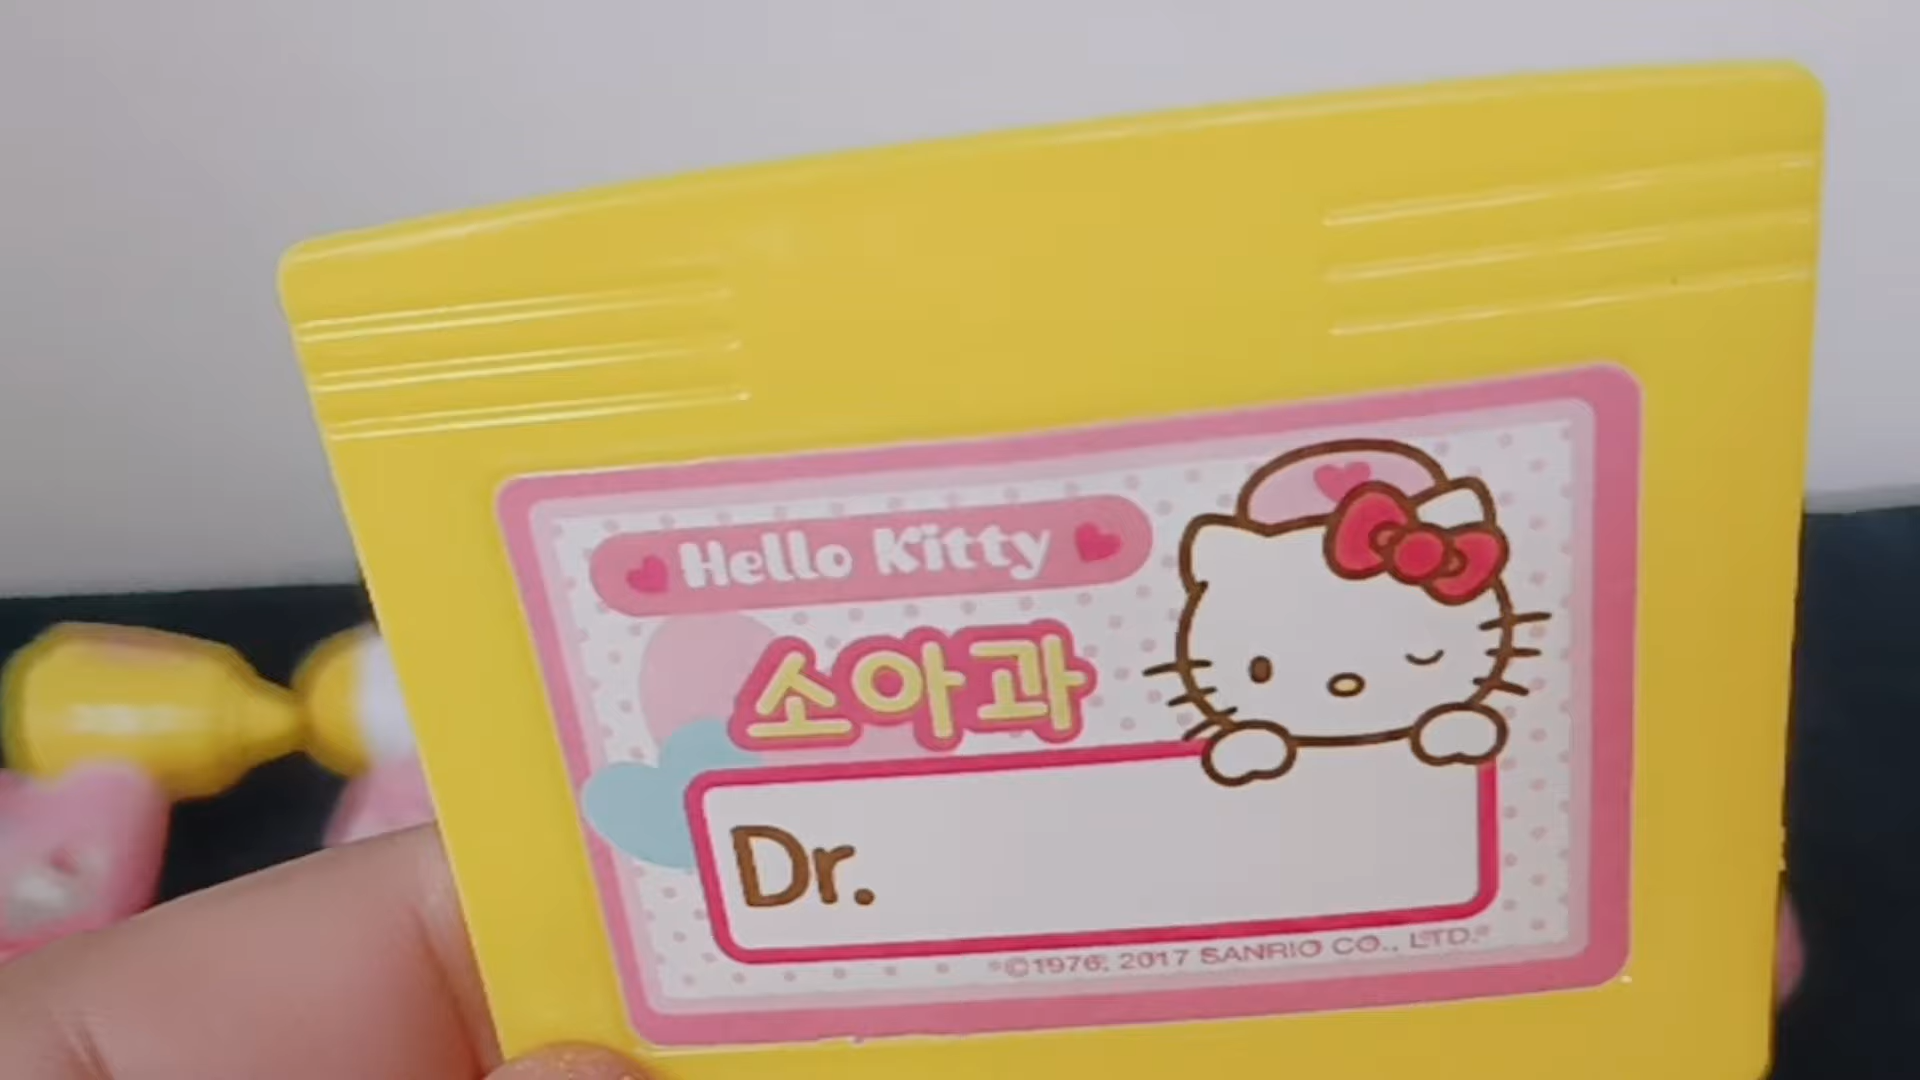 Hello Kitty
소아과
Dr.
©1976, 2017 SANRIO CO., LTD.